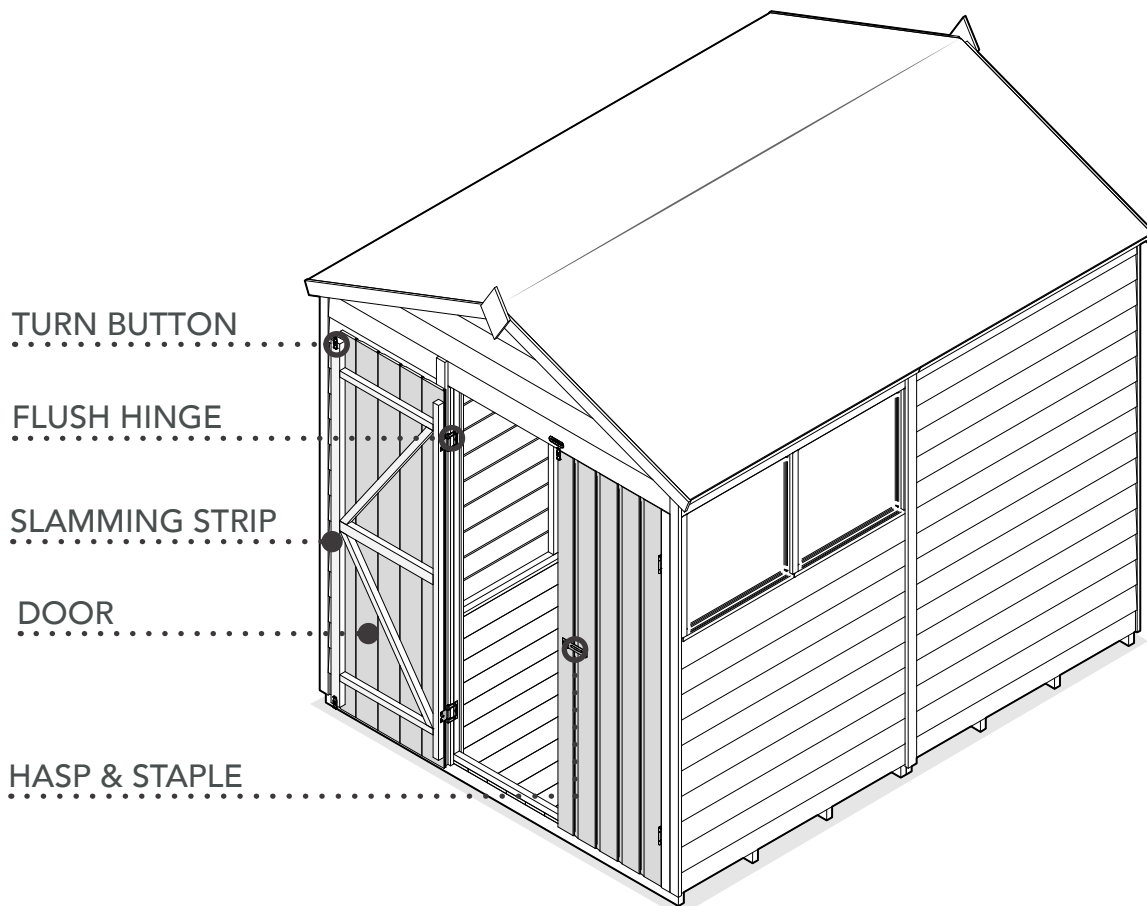 TURN BUTTON
FLUSH HINGE
SLAMMING STRIP
DOOR
HASP & STAPLE